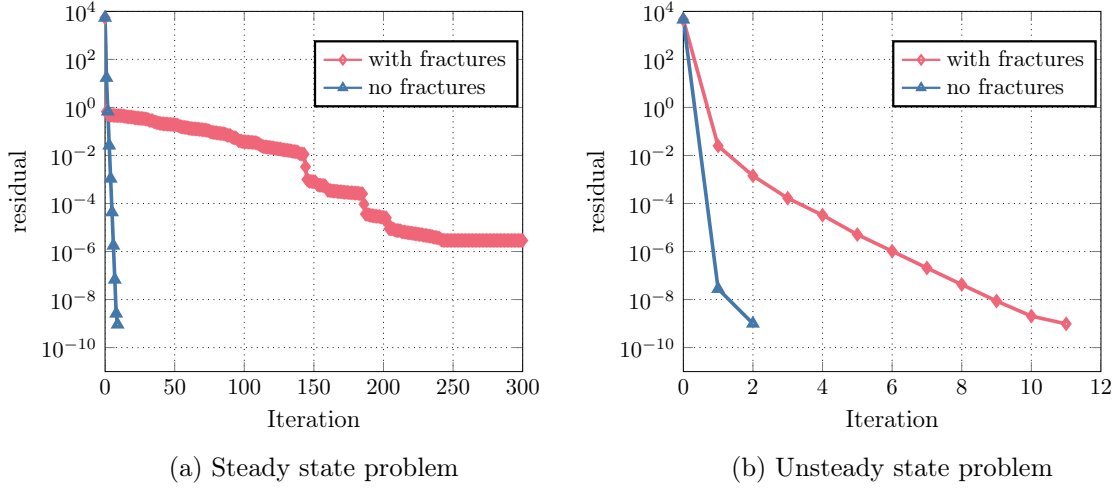 10^4
10^2
10^0
10^−2
10^−4
10^−6
10^−8
10^−10
residual
0 50 100 150 200 250 300
Iteration
with fractures
no fractures
(a) Steady state problem
10^4
10^2
10^0
10^−2
10^−4
10^−6
10^−8
10^−10
residual
0 2 4 6 8 10 12
Iteration
with fractures
no fractures
(b) Unsteady state problem